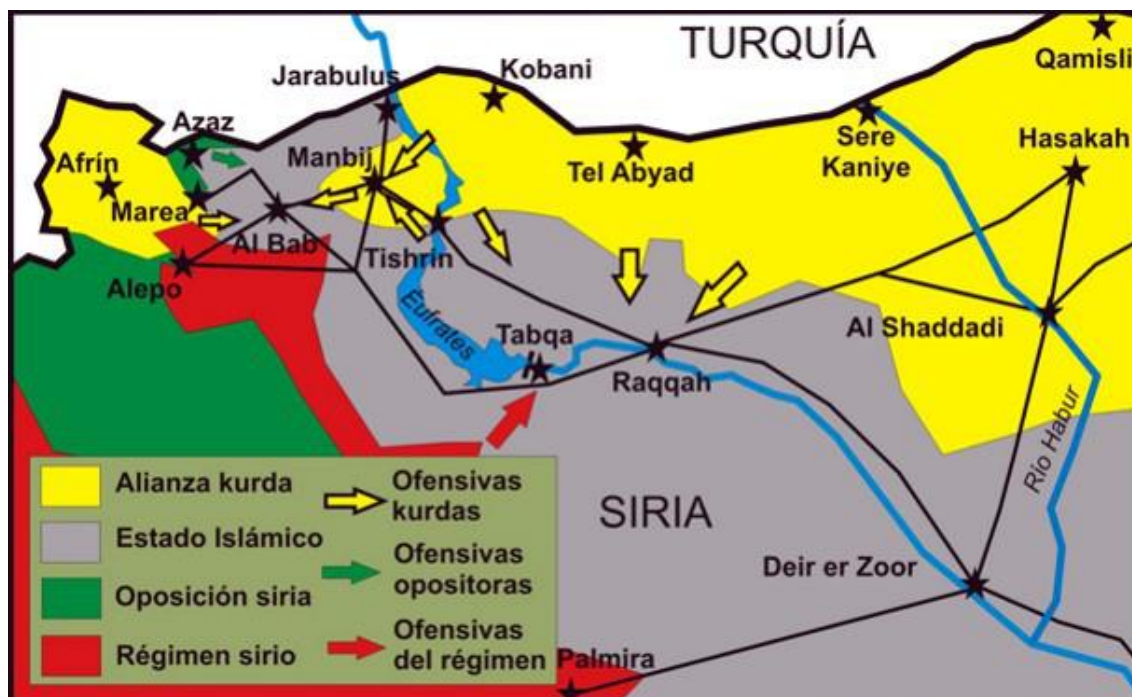 TURQUÍA
Qamisli
Jarabulus
Kobani
Azaz
Sere
Kaniye
Hasakah
Afrín
Manbij
Tel Abyad
Marea
Al Bab
Tishrin
Alepo
Éufrates
Tabqa
Raqqah
Al Shaddadi
Rio Habur
SIRIA
Deir er Zoor
Palmira
Alianza kurda
Ofensivas
kurdas
Estado Islámico
Ofensivas
opositoras
Oposición siria
Ofensivas
del régimen
Régimen sirio